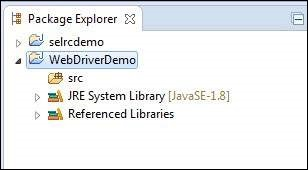 Package Explorer
selrcdemo
WebDriverDemo
src
JRE System Library [JavaSE-1.8]
Referenced Libraries